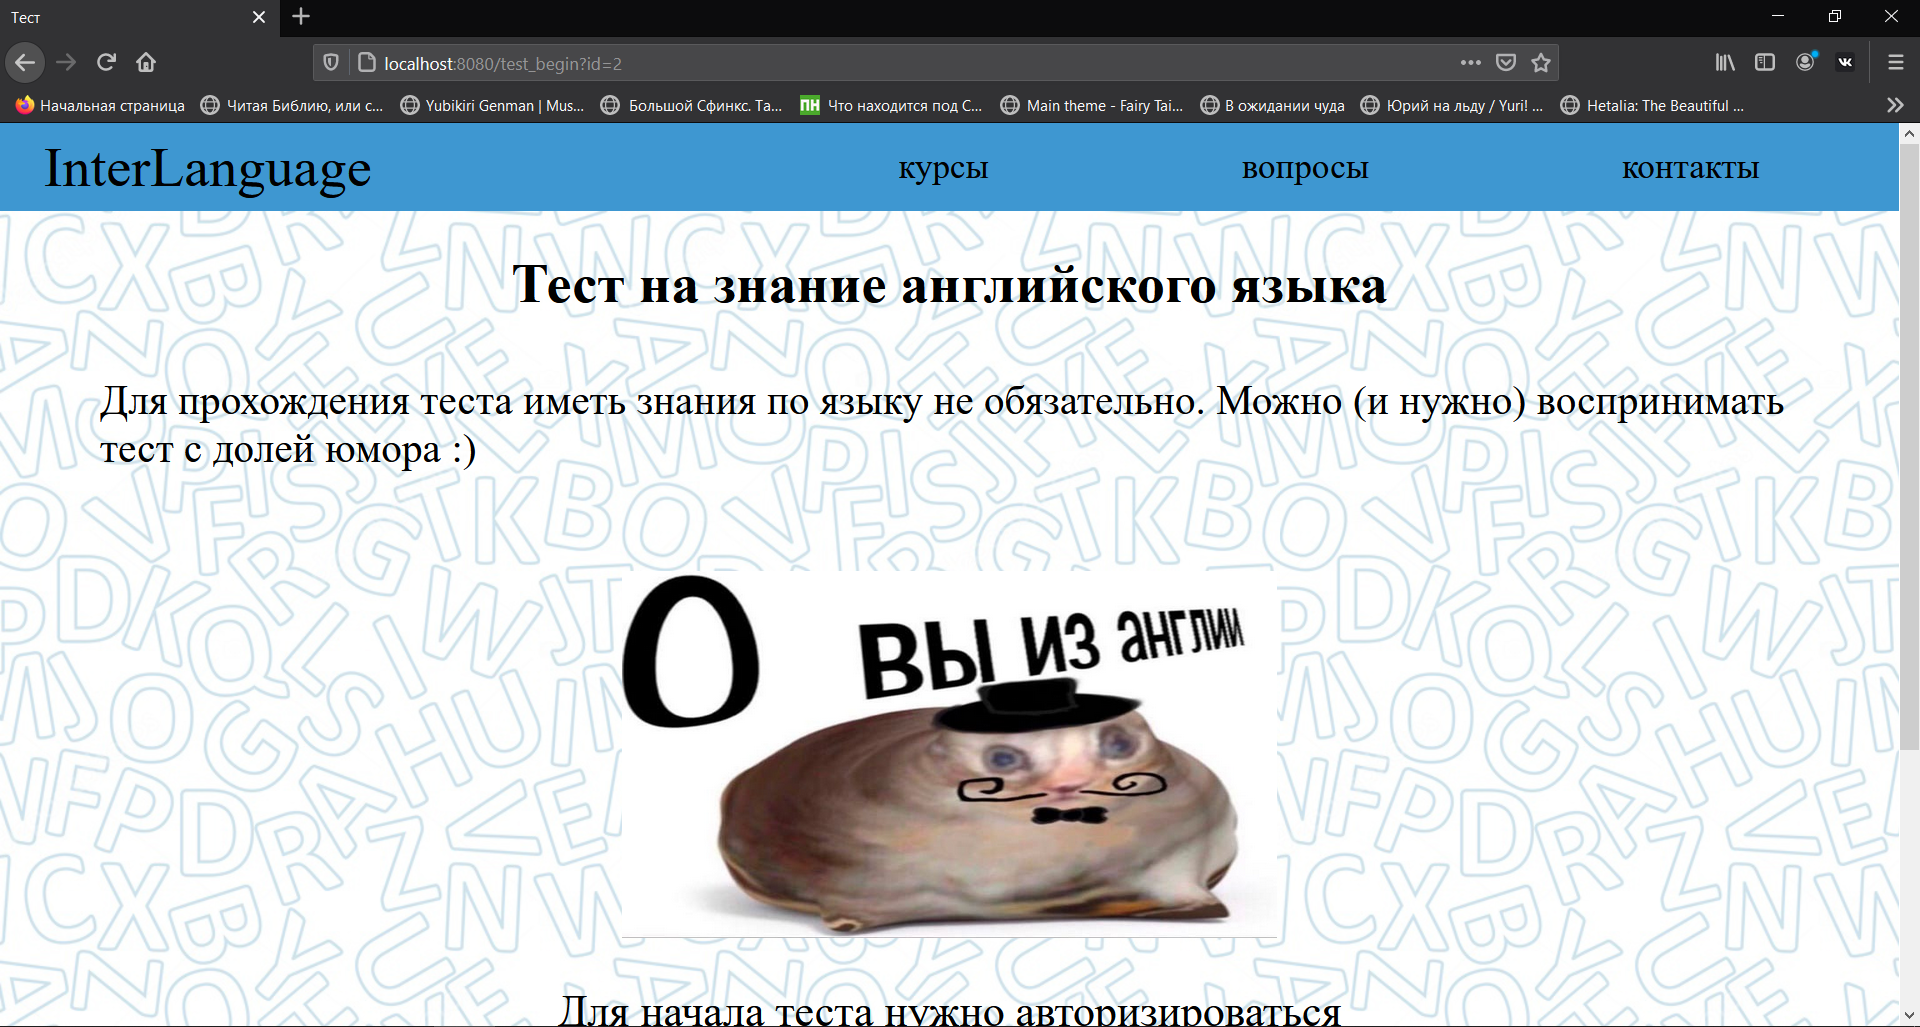 Тест
localhost:8080/test_begin?id=2
Начальная страница
Читая Библию, или с...
Yubikiri Genman | Mus...
Большой Сфинкс. Та...
ПН
Что находится под С...
Main theme - Fairy Tai...
В ожидании чуда
Юрий на льду / Yuri! ...
Hetalia: The Beautiful ...
InterLanguage
курсы
вопросы
контакты
Тест на знание английского языка
Для прохождения теста иметь знания по языку не обязательно. Можно (и нужно) воспринимать
тест с долей юмора :)
О вы из англии
Для начала теста нужно авторизироваться